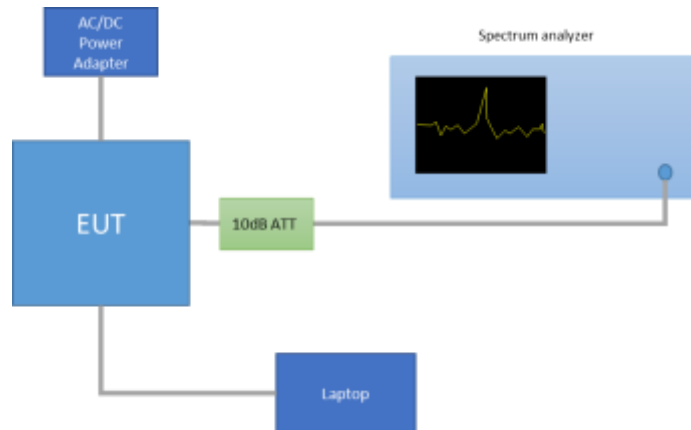 AC/DC
Power
Adapter
Spectrum analyzer
EUT
10dB ATT
Laptop